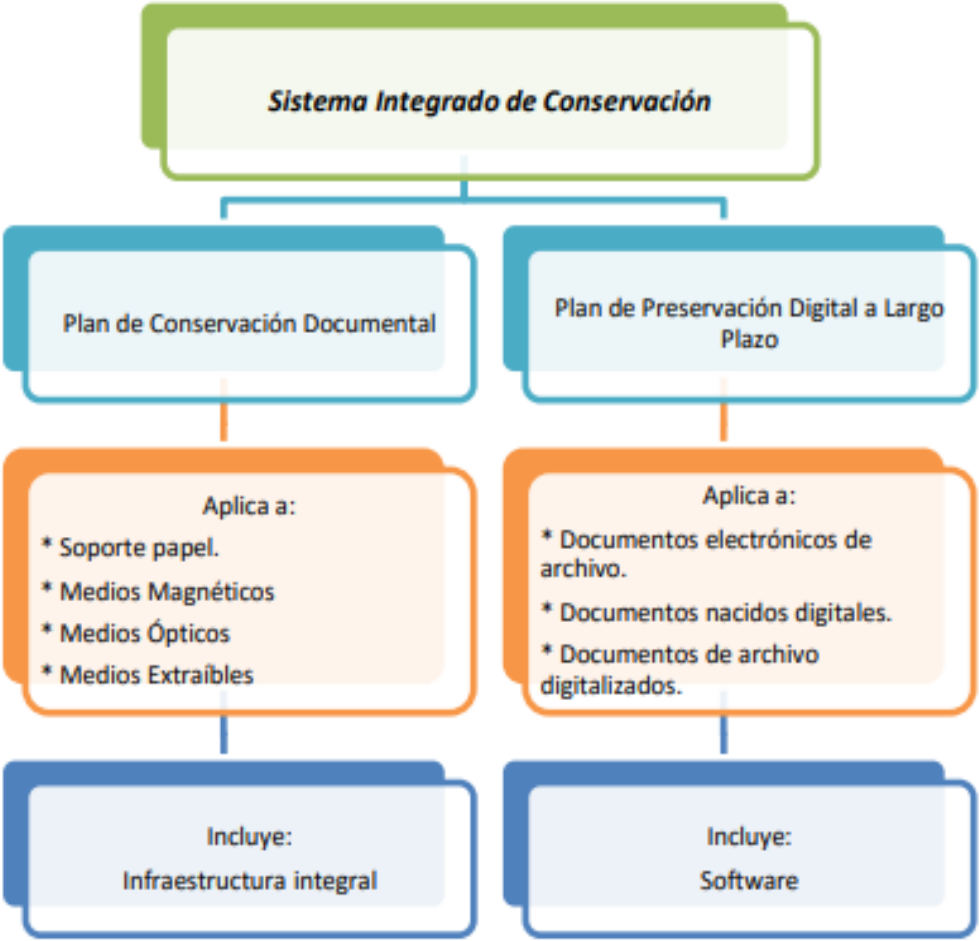 Sistema Integrado de Conservación
Plan de Conservación Documental
Plan de Preservación Digital a Largo
Plazo
Aplica a:
* Soporte papel.
* Medios Magnéticos
* Medios Ópticos
* Medios Extraíbles
Aplica a:
* Documentos electrónicos de
archivo.
* Documentos nacidos digitales.
* Documentos de archivo
digitalizados.
Incluye:
Infraestructura integral
Incluye:
Software